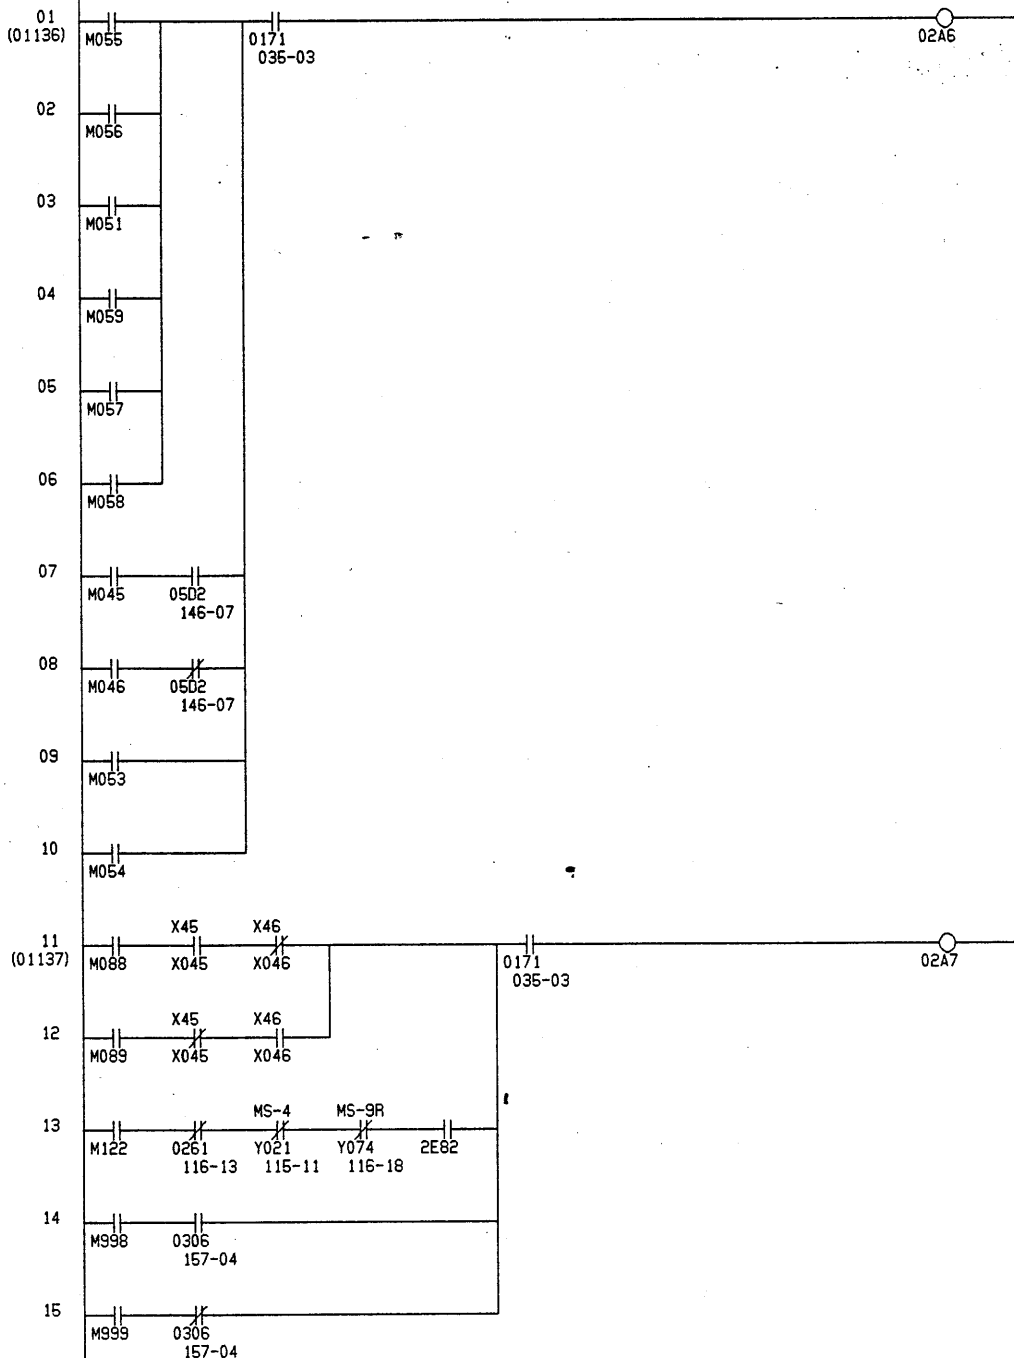 01
(01136)
M055
0171
035-03
02A6
02
M056
03
M051
04
M059
05
M057
06
M058
07
M045
05D2
146-07
08
M046
05D2
146-07
09
M053
10
M054
11
(01137)
M088
X45
X045
X46
X046
0171
035-03
02A7
12
M089
X45
X045
X46
X046
13
M122
0261
116-13
MS-4
Y021
115-11
MS-9R
Y074
116-18
2E82
14
M998
0306
157-04
15
M999
0306
157-04